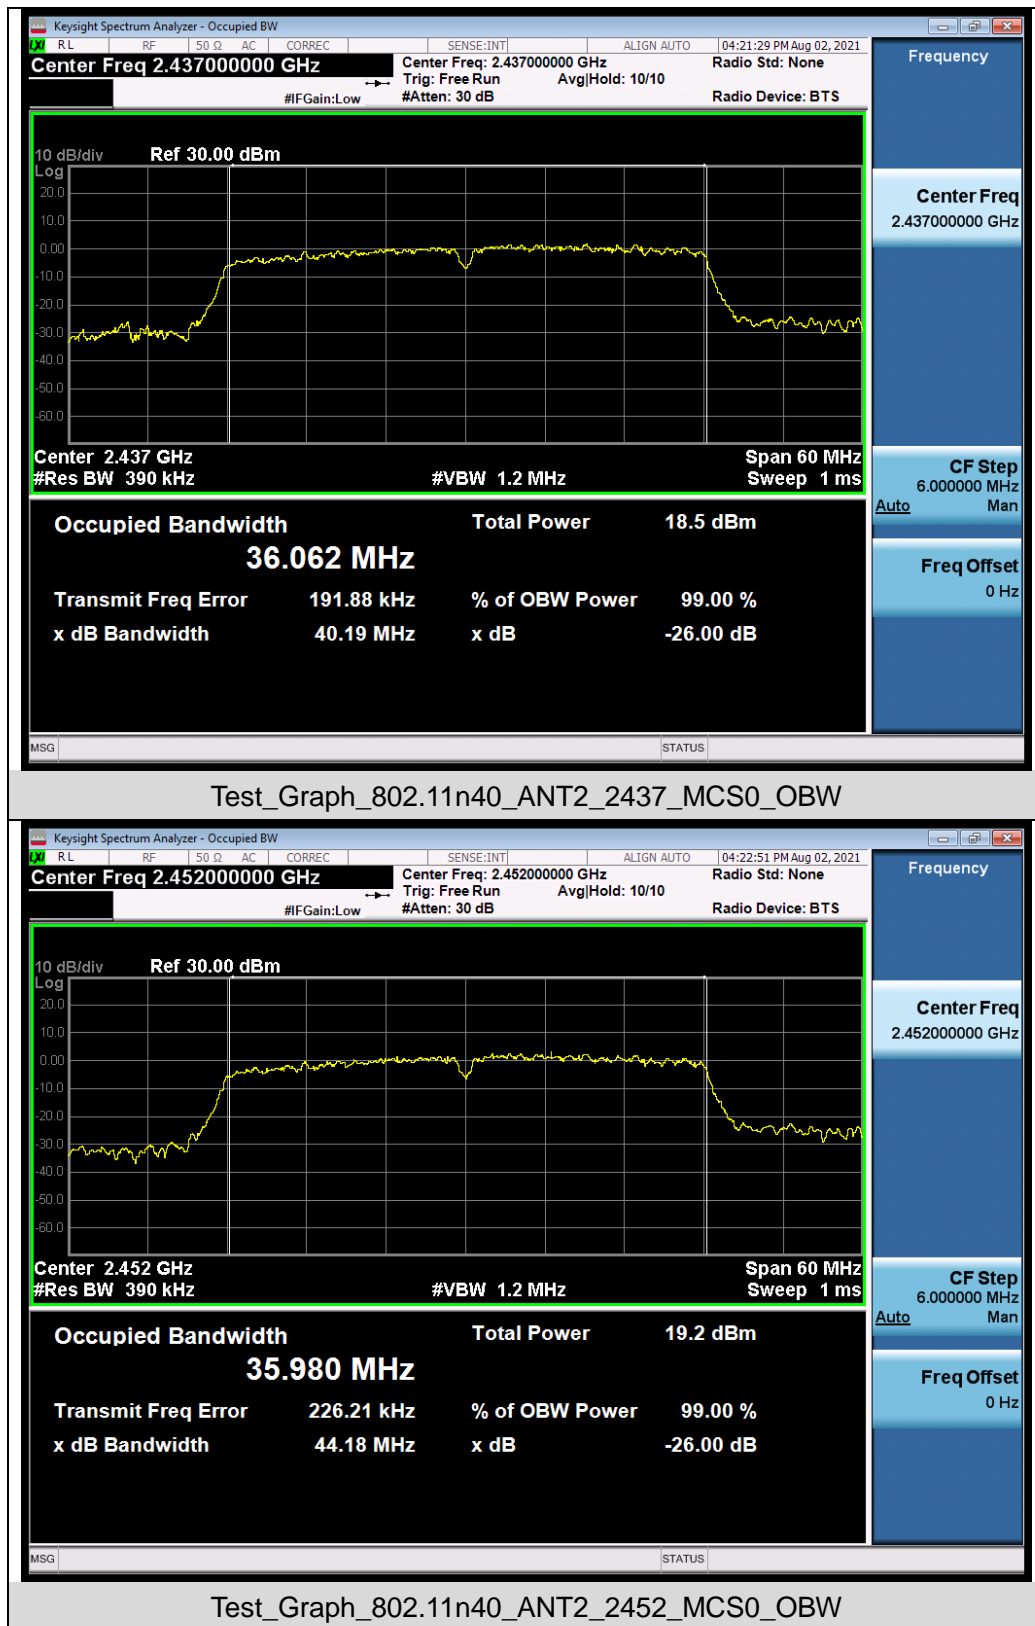 Keysight Spectrum Analyzer - Occupied BW
LXI RL RF 50 Ω AC CORREC SENSE:INT ALIGN AUTO 04:21:29 PM Aug 02, 2021
Center Freq 2.437000000 GHz
Center Freq: 2.437000000 GHz
Radio Std: None
Trig: Free Run Avg|Hold: 10/10
#IFGain:Low #Atten: 30 dB Radio Device: BTS
Frequency
10 dB/div Ref 30.00 dBm
Log
20.0
10.0
0.00
-10.0
-20.0
-30.0
-40.0
-50.0
-60.0
Center 2.437 GHz Span 60 MHz
#Res BW 390 kHz #VBW 1.2 MHz Sweep 1 ms
Center Freq
2.437000000 GHz
CF Step
6.000000 MHz
Auto Man
Freq Offset
0 Hz
Occupied Bandwidth Total Power 18.5 dBm
36.062 MHz
Transmit Freq Error 191.88 kHz % of OBW Power 99.00 %
x dB Bandwidth 40.19 MHz x dB -26.00 dB
MSG STATUS
Test_Graph_802.11n40_ANT2_2437_MCS0_OBW
Keysight Spectrum Analyzer - Occupied BW
LXI RL RF 50 Ω AC CORREC SENSE:INT ALIGN AUTO 04:22:51 PM Aug 02, 2021
Center Freq 2.452000000 GHz
Center Freq: 2.452000000 GHz
Radio Std: None
Trig: Free Run Avg|Hold: 10/10
#IFGain:Low #Atten: 30 dB Radio Device: BTS
Frequency
10 dB/div Ref 30.00 dBm
Log
20.0
10.0
0.00
-10.0
-20.0
-30.0
-40.0
-50.0
-60.0
Center 2.452 GHz Span 60 MHz
#Res BW 390 kHz #VBW 1.2 MHz Sweep 1 ms
Center Freq
2.452000000 GHz
CF Step
6.000000 MHz
Auto Man
Freq Offset
0 Hz
Occupied Bandwidth Total Power 19.2 dBm
35.980 MHz
Transmit Freq Error 226.21 kHz % of OBW Power 99.00 %
x dB Bandwidth 44.18 MHz x dB -26.00 dB
MSG STATUS
Test_Graph_802.11n40_ANT2_2452_MCS0_OBW